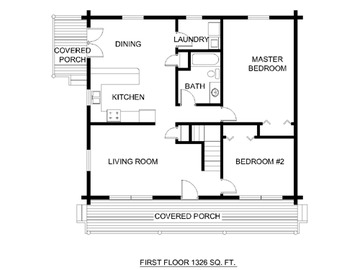 DINING
LAUNDRY
COVERED
PORCH
MASTER
BEDROOM
BATH
KITCHEN
LIVING ROOM
BEDROOM #2
COVERED PORCH
FIRST FLOOR 1326 SQ. FT.